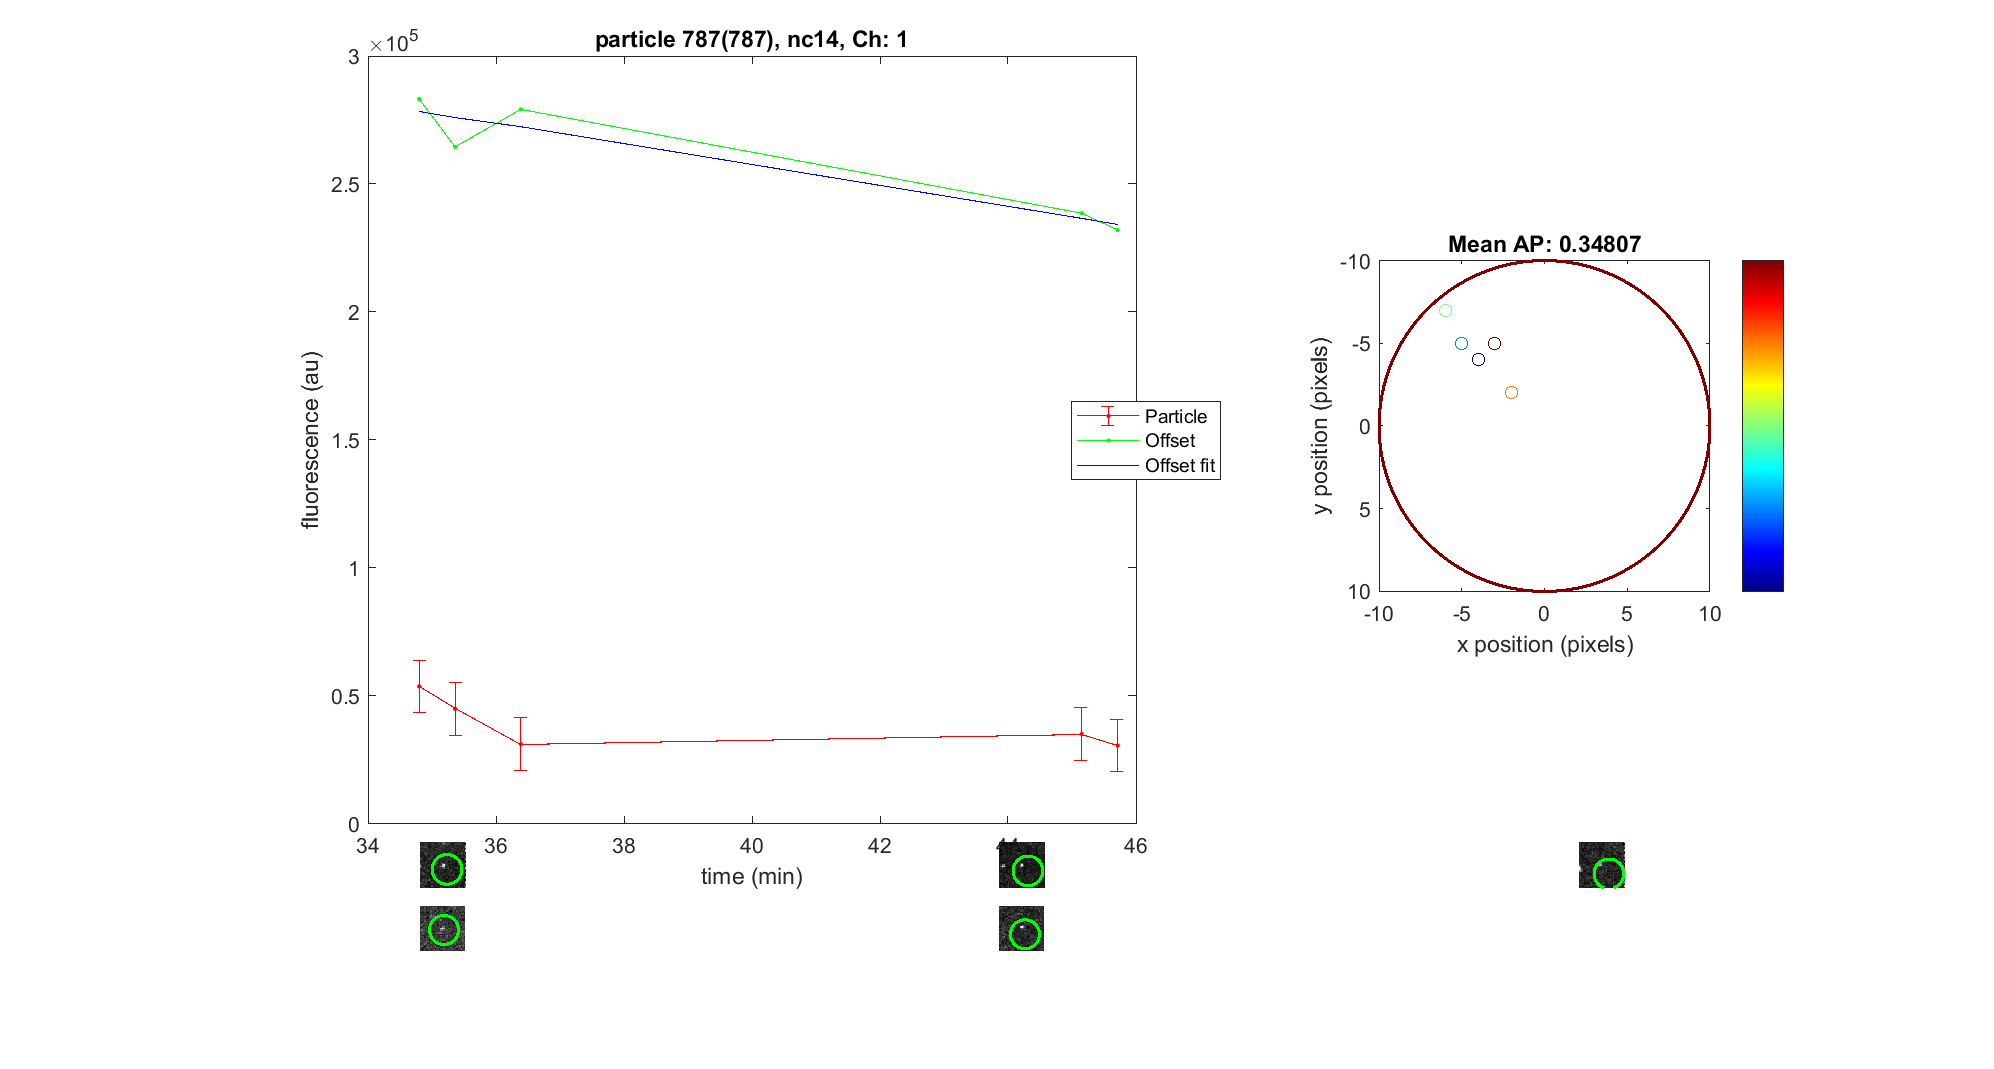 particle 787(787), nc14, Ch: 1
×10^5
3
2.5
2
1.5
1
0.5
0
fluorescence (au)
34
36
38
40
42
44
46
time (min)
Particle
Offset
Offset fit
Mean AP: 0.34807
-10
-5
0
5
10
y position (pixels)
-10
-5
0
5
10
x position (pixels)